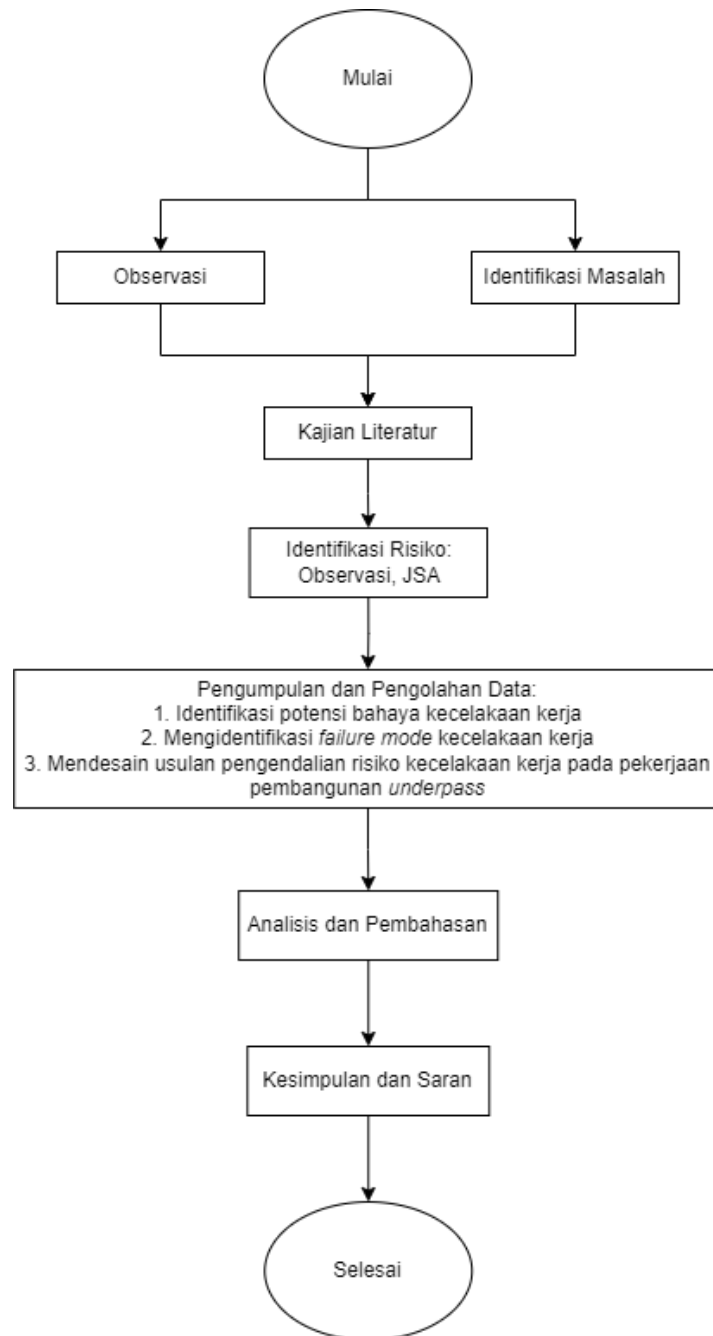 Mulai
Observasi
Identifikasi Masalah
Kajian Literatur
Identifikasi Risiko:
Observasi, JSA
Pengumpulan dan Pengolahan Data:
1. Identifikasi potensi bahaya kecelakaan kerja
2. Mengidentifikasi failure mode kecelakaan kerja
3. Mendesain usulan pengendalian risiko kecelakaan kerja pada pekerjaan
pembangunan underpass
Analisis dan Pembahasan
Kesimpulan dan Saran
Selesai